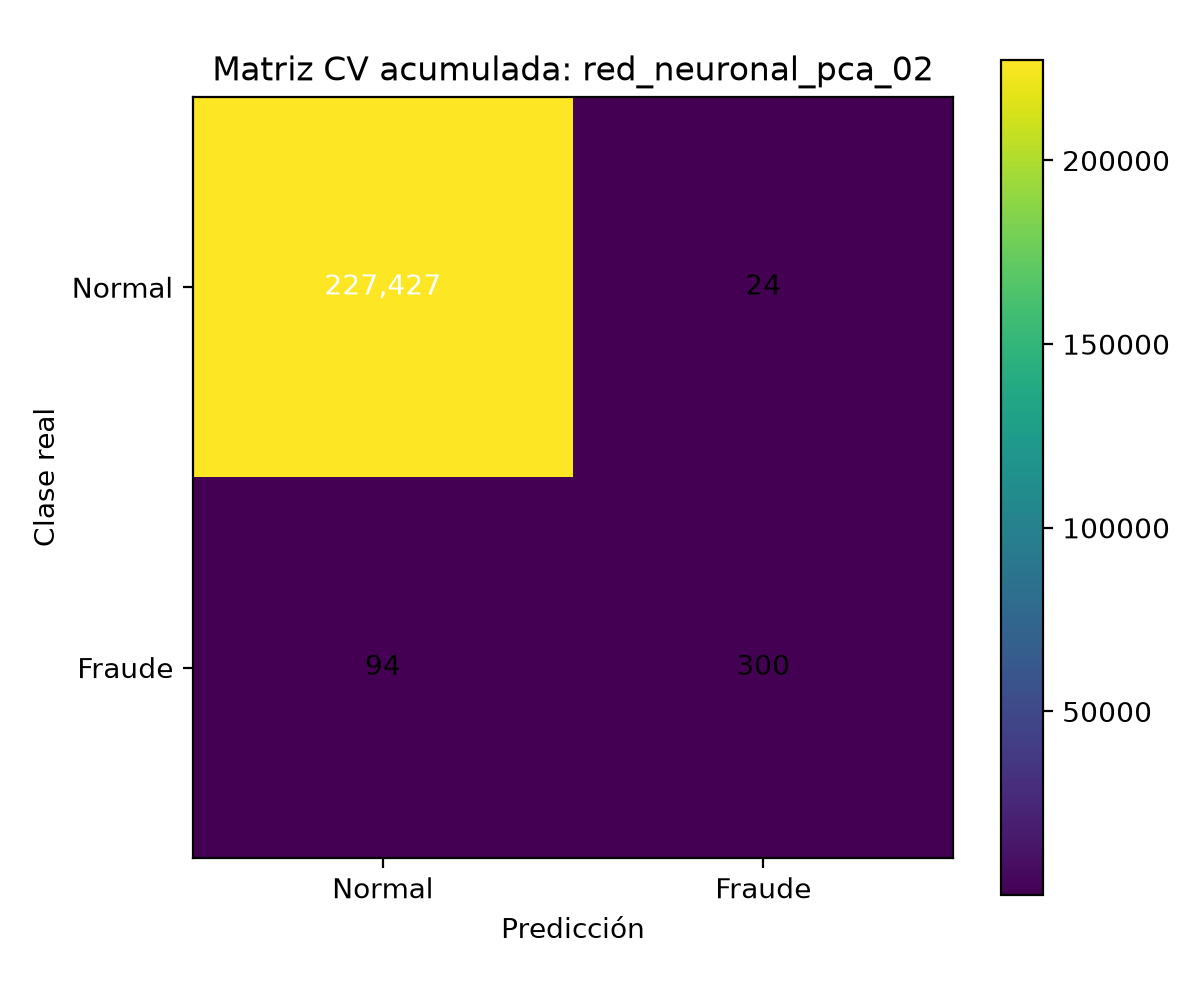 Matriz CV acumulada: red_neuronal_pca_02
200000
150000
100000
50000
Normal
Fraude
Clase real
227,427
24
94
300
Normal
Fraude
Predicción